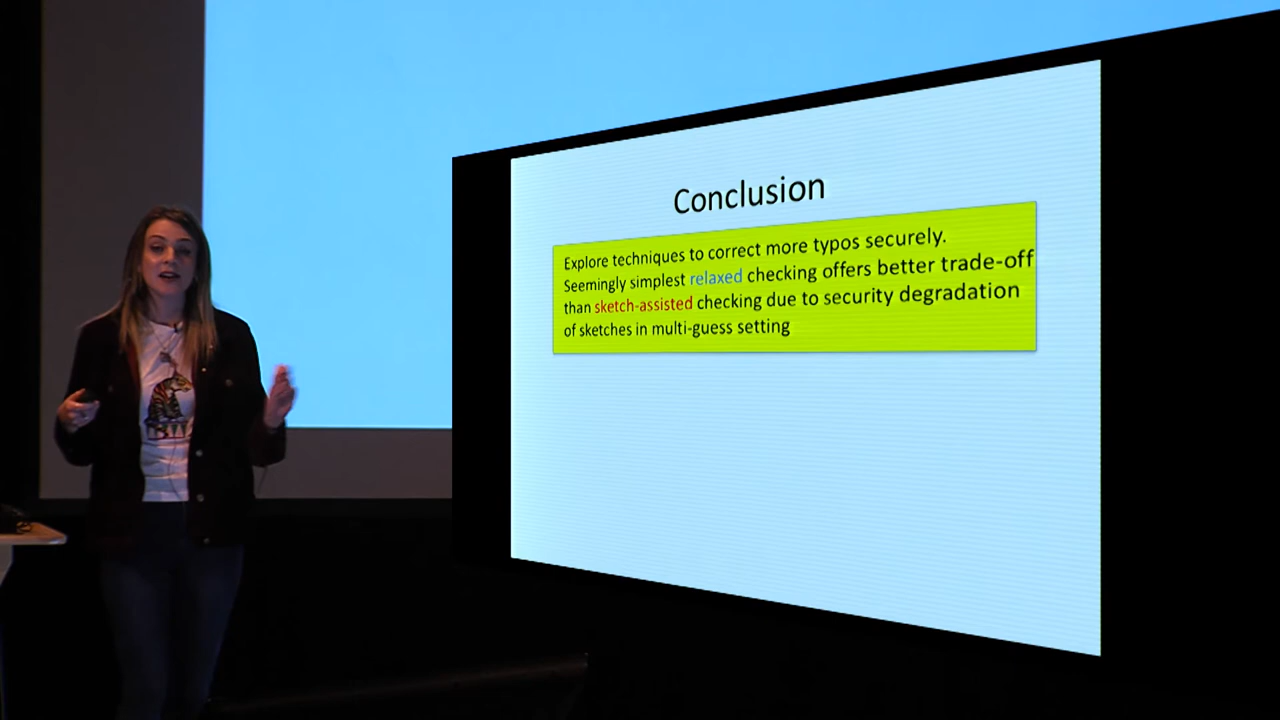 Conclusion
Explore techniques to correct more typos securely.
Seemingly simplest relaxed checking offers better trade-off
than sketch-assisted checking due to security degradation
of sketches in multi-guess setting